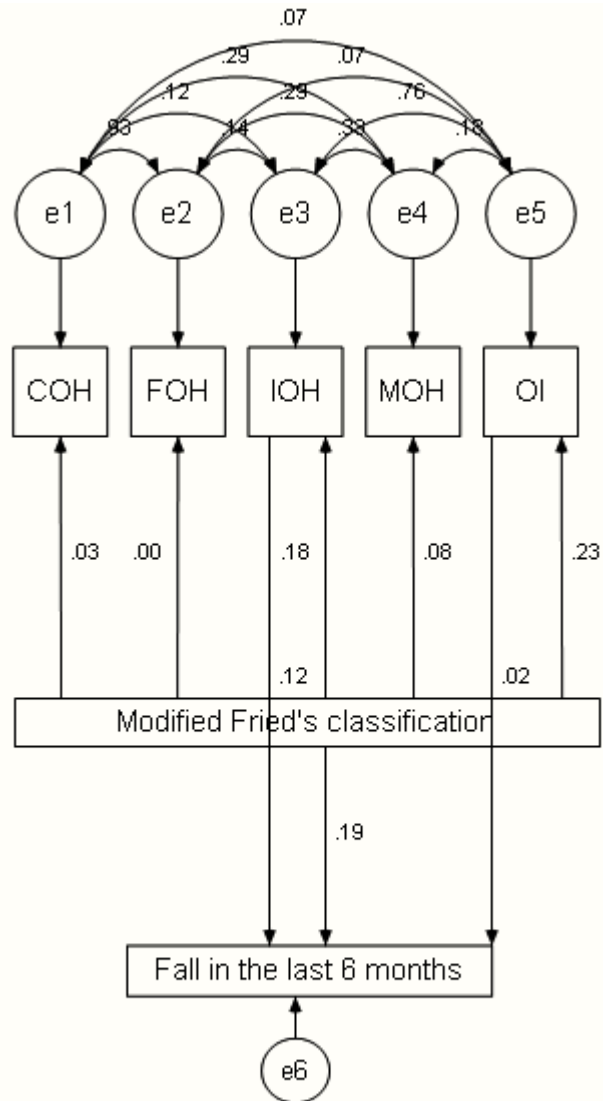 .07
.29 .07
.12 .29 .76
.93 .14 .33 .18
e1 e2 e3 e4 e5
COH FOH IOH MOH OI
.03 .00 .18 .08 .23
.12 .02
Modified Fried's classification
.19
Fall in the last 6 months
e6